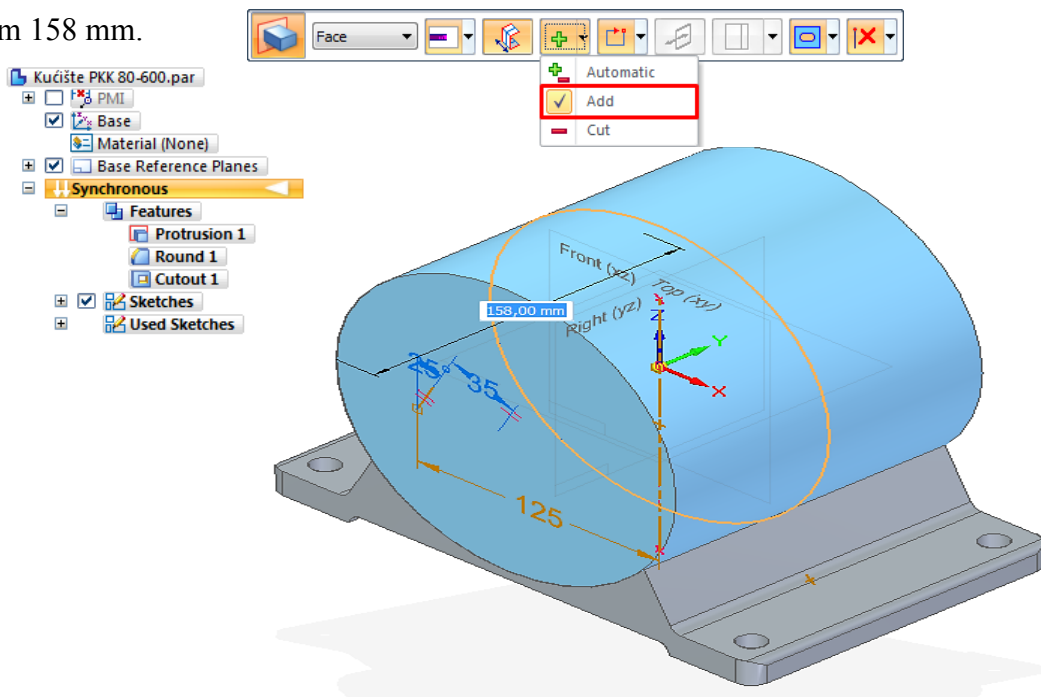 m 158 mm.
Face
Automatic
Add
Cut
Kućište PKK 80-600.par
PMI
Base
Material (None)
Base Reference Planes
Synchronous
Features
Protrusion 1
Round 1
Cutout 1
Sketches
Used Sketches
Front (xz)
Top (xy)
Right (yz)
158,00 mm
Z
Y
X
25°
35
125